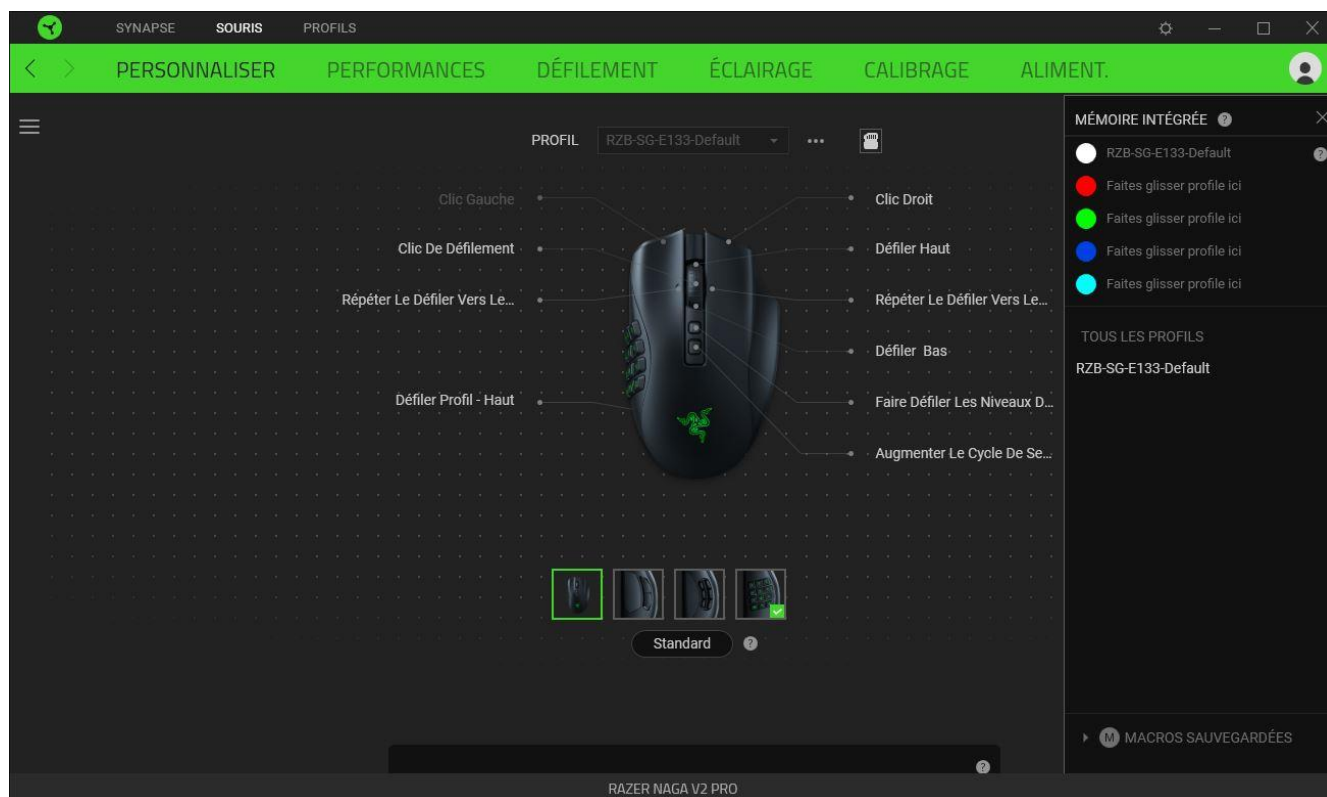 SYNAPSE SOURIS PROFILS
PERSONNALISER PERFORMANCES DÉFILEMENT ÉCLAIRAGE CALIBRAGE ALIMENT.
PROFIL RZB-SG-E133-Default
Clic Gauche
Clic De Défilement
Répéter Le Défiler Vers Le...
Défiler Profil - Haut
Clic Droit
Défiler Haut
Répéter Le Défiler Vers Le...
Défiler Bas
Faire Défiler Les Niveaux D...
Augmenter Le Cycle De Se...
Standard ?
?
MÉMOIRE INTÉGRÉE ?
RZB-SG-E133-Default ?
Faites glisser profile ici
Faites glisser profile ici
Faites glisser profile ici
Faites glisser profile ici
TOUS LES PROFILS
RZB-SG-E133-Default
M MACROS SAUVEGARDÉES
RAZER NAGA V2 PRO